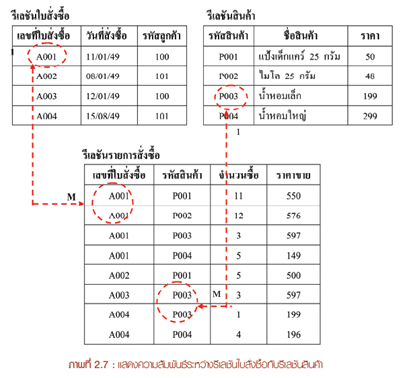 รีเลชันใบสั่งซื้อ
เลขที่ใบสั่งซื้อ วันที่สั่งซื้อ รหัสลูกค้า
1 A001 11/01/49 100
A002 08/01/49 101
A003 12/01/49 100
A004 15/08/49 101
รีเลชันสินค้า
รหัสสินค้า ชื่อสินค้า ราคา
P001 แป้งเด็กแคร์ 25 กรัม 50
P002 ไมโล 25 กรัม 48
P003 น้ำหอมเล็ก 199
P004 น้ำหอมใหญ่ 299
1
รีเลชันรายการสั่งซื้อ
เลขที่ใบสั่งซื้อ รหัสสินค้า จำนวนซื้อ ราคาขาย
M A001 P001 11 550
A001 P002 12 576
A001 P003 3 597
A001 P004 5 149
A002 P001 5 500
A003 P003 M 3 597
A004 P003 1 199
A004 P004 4 196
ภาพที่ 2.7 : แสดงความสัมพันธ์ระหว่างรีเลชันใบสั่งซื้อกับรีเลชันสินค้า